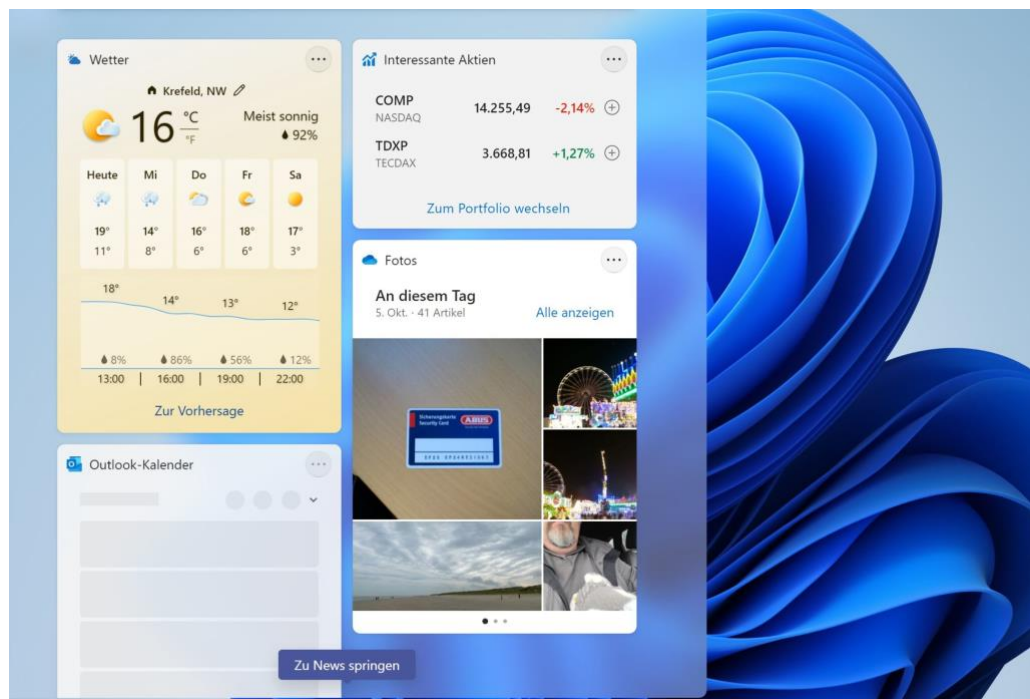 Wetter
Krefeld, NW
16 °C
°F
Meist sonnig
92%
Heute Mi Do Fr Sa
19° 14° 16° 18° 17°
11° 8° 6° 6° 3°
18° 14° 13° 12°
8% 86% 56% 12%
13:00 | 16:00 | 19:00 | 22:00
Zur Vorhersage
Outlook-Kalender
Interessante Aktien
COMP 14.255,49 -2,14%
NASDAQ
TDXP 3.668,81 +1,27%
TECDAX
Zum Portfolio wechseln
Fotos
An diesem Tag
5. Okt. · 41 Artikel
Alle anzeigen
Sicherungskarte
Security Card
ABUS
Zu News springen